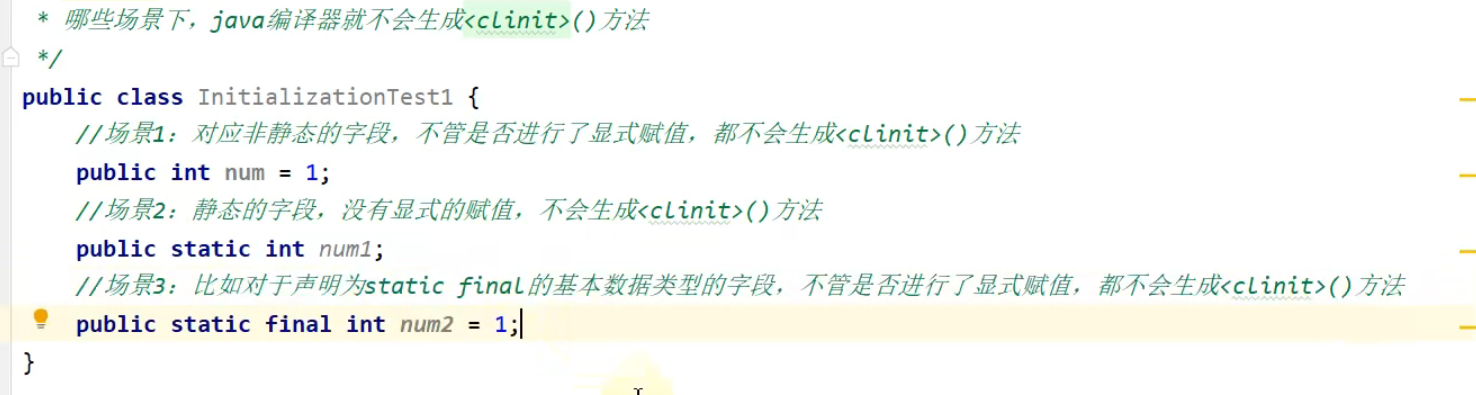 * 哪些场景下，java编译器就不会生成<clinit>()方法
*/
public class InitializationTest1 {
//场景1：对应非静态的字段，不管是否进行了显式赋值，都不会生成<clinit>()方法
public int num = 1;
//场景2：静态的字段，没有显式的赋值，不会生成<clinit>()方法
public static int num1;
//场景3：比如对于声明为static final的基本数据类型的字段，不管是否进行了显式赋值，都不会生成<clinit>()方法
public static final int num2 = 1;
}